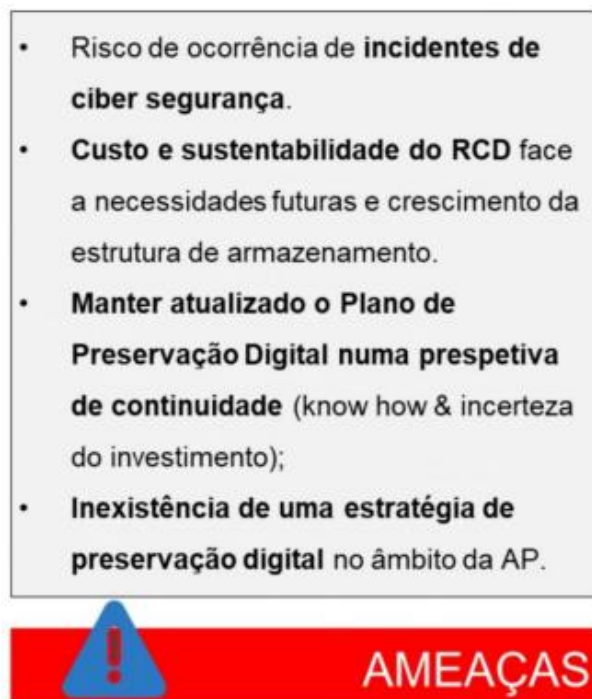 • Risco de ocorrência de incidentes de
ciber segurança.
• Custo e sustentabilidade do RCD face
a necessidades futuras e crescimento da
estrutura de armazenamento.
• Manter atualizado o Plano de
Preservação Digital numa prespetiva
de continuidade (know how & incerteza
do investimento);
• Inexistência de uma estratégia de
preservação digital no âmbito da AP.
AMEAÇAS